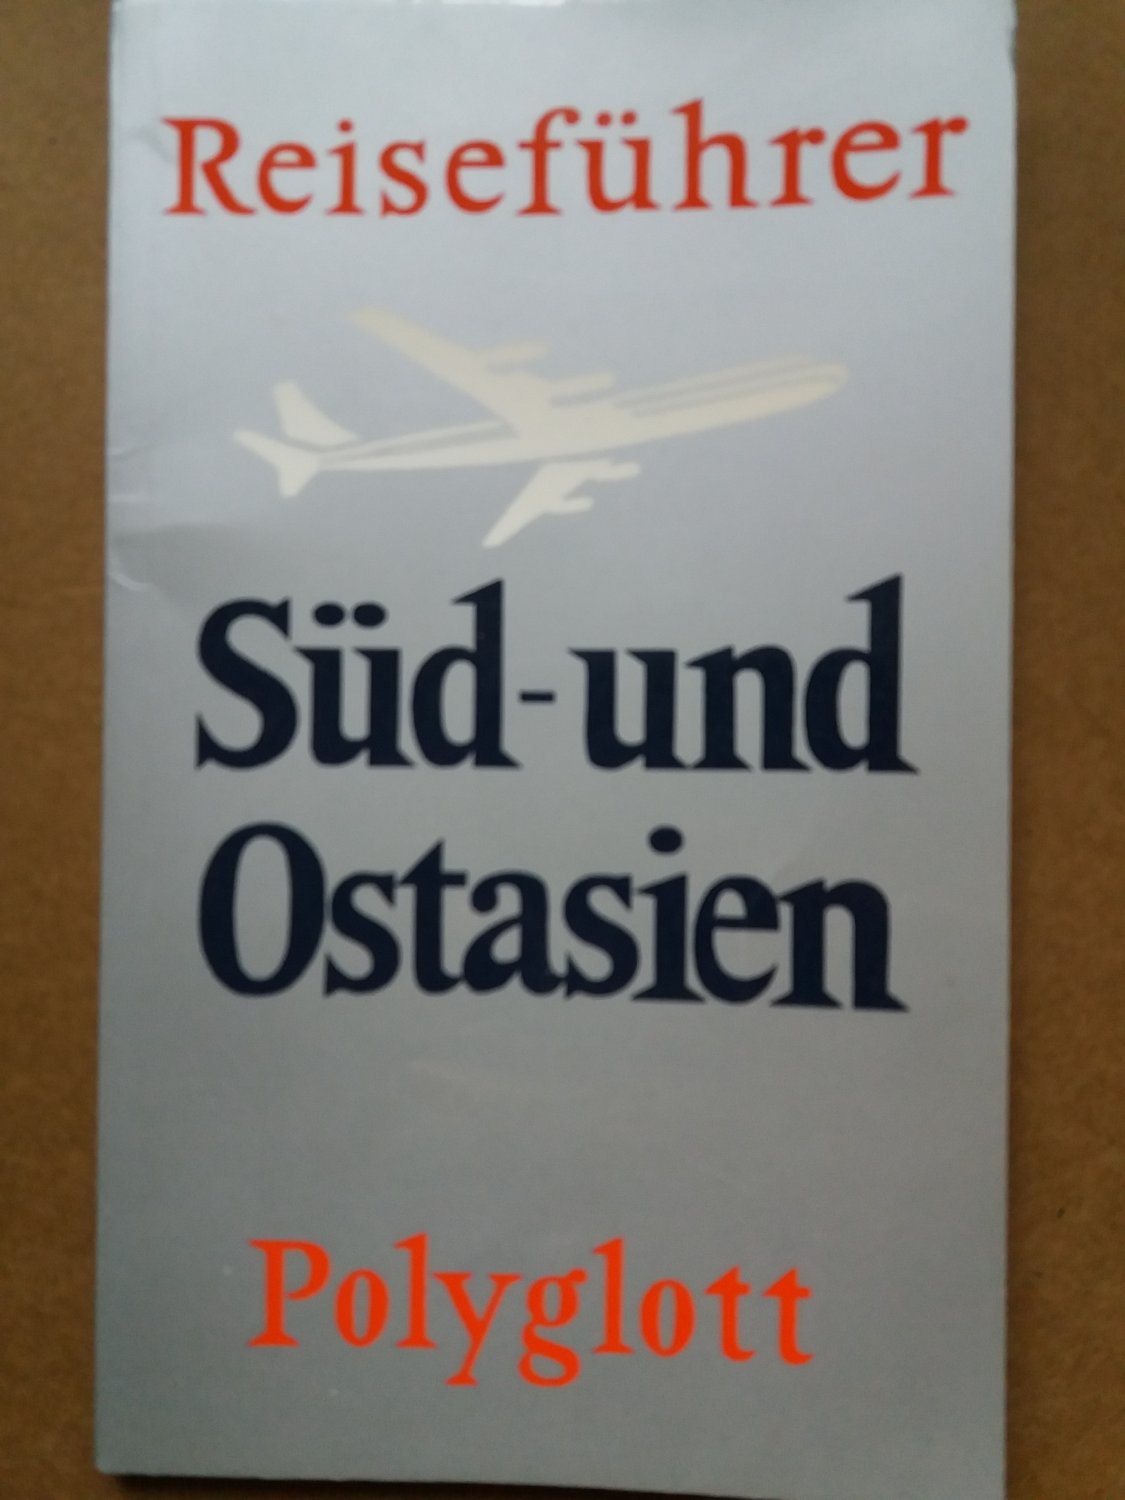 Reiseführer
Süd-und
Ostasien
Polyglott